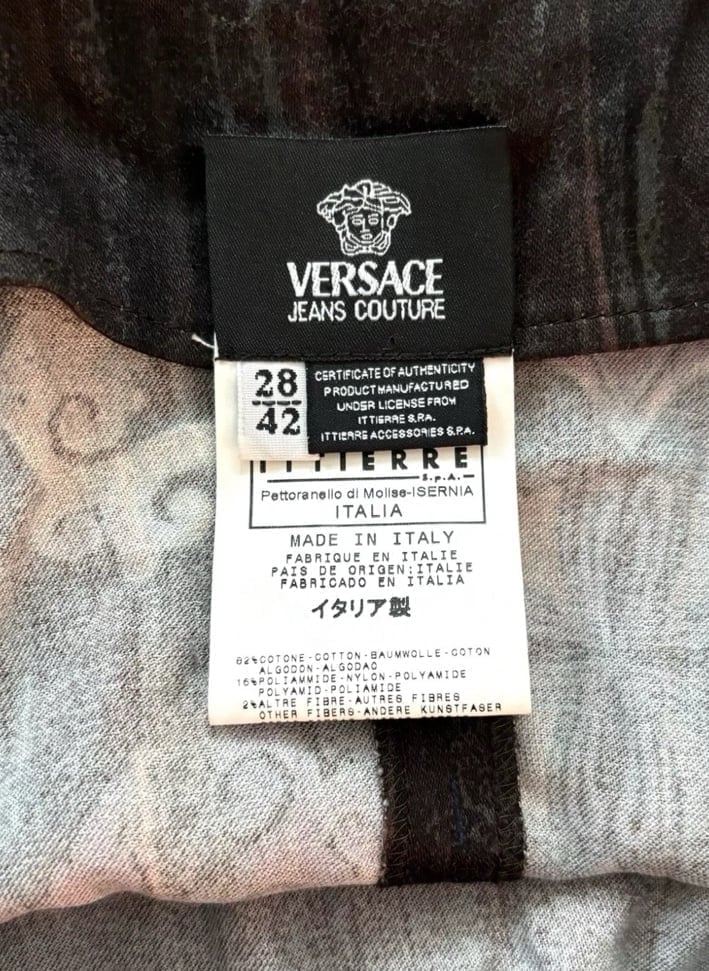 VERSACE
JEANS COUTURE
28
42
CERTIFICATE OF AUTHENTICITY
PRODUCT MANUFACTURED
UNDER LICENSE FROM
ITTIERRE S.P.A.
ITTIERRE ACCESSORIES S.P.A.
ITTIERRE
S.p.A.
Pettoranello di Molise-ISERNIA
ITALIA
MADE IN ITALY
FABRIQUE EN ITALIE
PAIS DE ORIGEN:ITALIE
FABRICADO EN ITALIA
イタリア製
82%COTONE-COTTON-BAUMWOLLE-COTON
ALGODON-ALGODAO
16%POLIAMMIDE-NYLON-POLYAMIDE
POLYAMID-POLIAMIDE
2%ALTRE FIBRE-AUTRES FIBRES
OTHER FIBERS-ANDERE KUNSTFASER